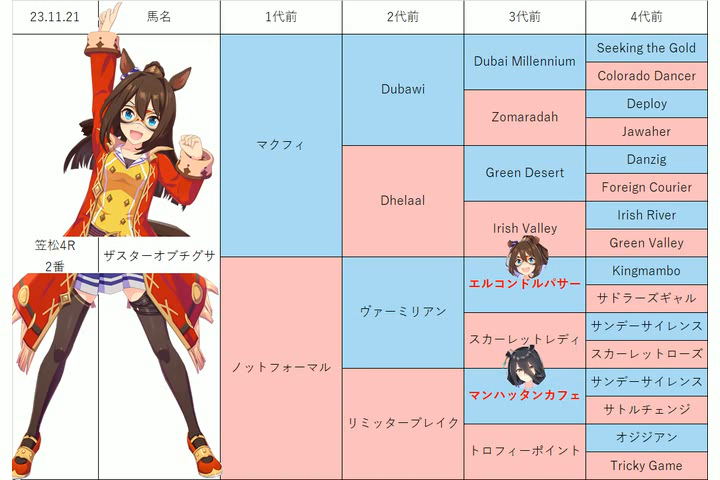 23.11.21 馬名 1代前 2代前 3代前 4代前
笠松4R
2番
ザスターオブチグサ
マクフィ
ノットフォーマル
Dubawi
Dhelaal
ヴァーミリアン
リミッターブレイク
Dubai Millennium
Zomaradah
Green Desert
Irish Valley
エルコンドルパサー
スカーレットレディ
マンハッタンカフェ
トロフィーポイント
Seeking the Gold
Colorado Dancer
Deploy
Jawaher
Danzig
Foreign Courier
Irish River
Green Valley
Kingmambo
サドラーズギャル
サンデーサイレンス
スカーレットローズ
サンデーサイレンス
サトルチェンジ
オジジアン
Tricky Game